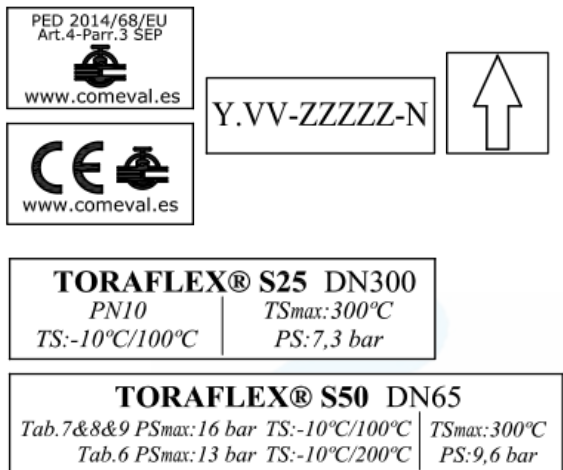 PED 2014/68/EU
Art.4-Parr.3 SEP
www.comeval.es
Y.VV-ZZZZZ-N
CE
www.comeval.es
TORAFLEX® S25 DN300
PN10 TSmax:300ºC
TS:-10ºC/100ºC PS:7,3 bar
TORAFLEX® S50 DN65
Tab.7&8&9 PSmax:16 bar TS:-10ºC/100ºC TSmax:300ºC
Tab.6 PSmax:13 bar TS:-10ºC/200ºC PS:9,6 bar